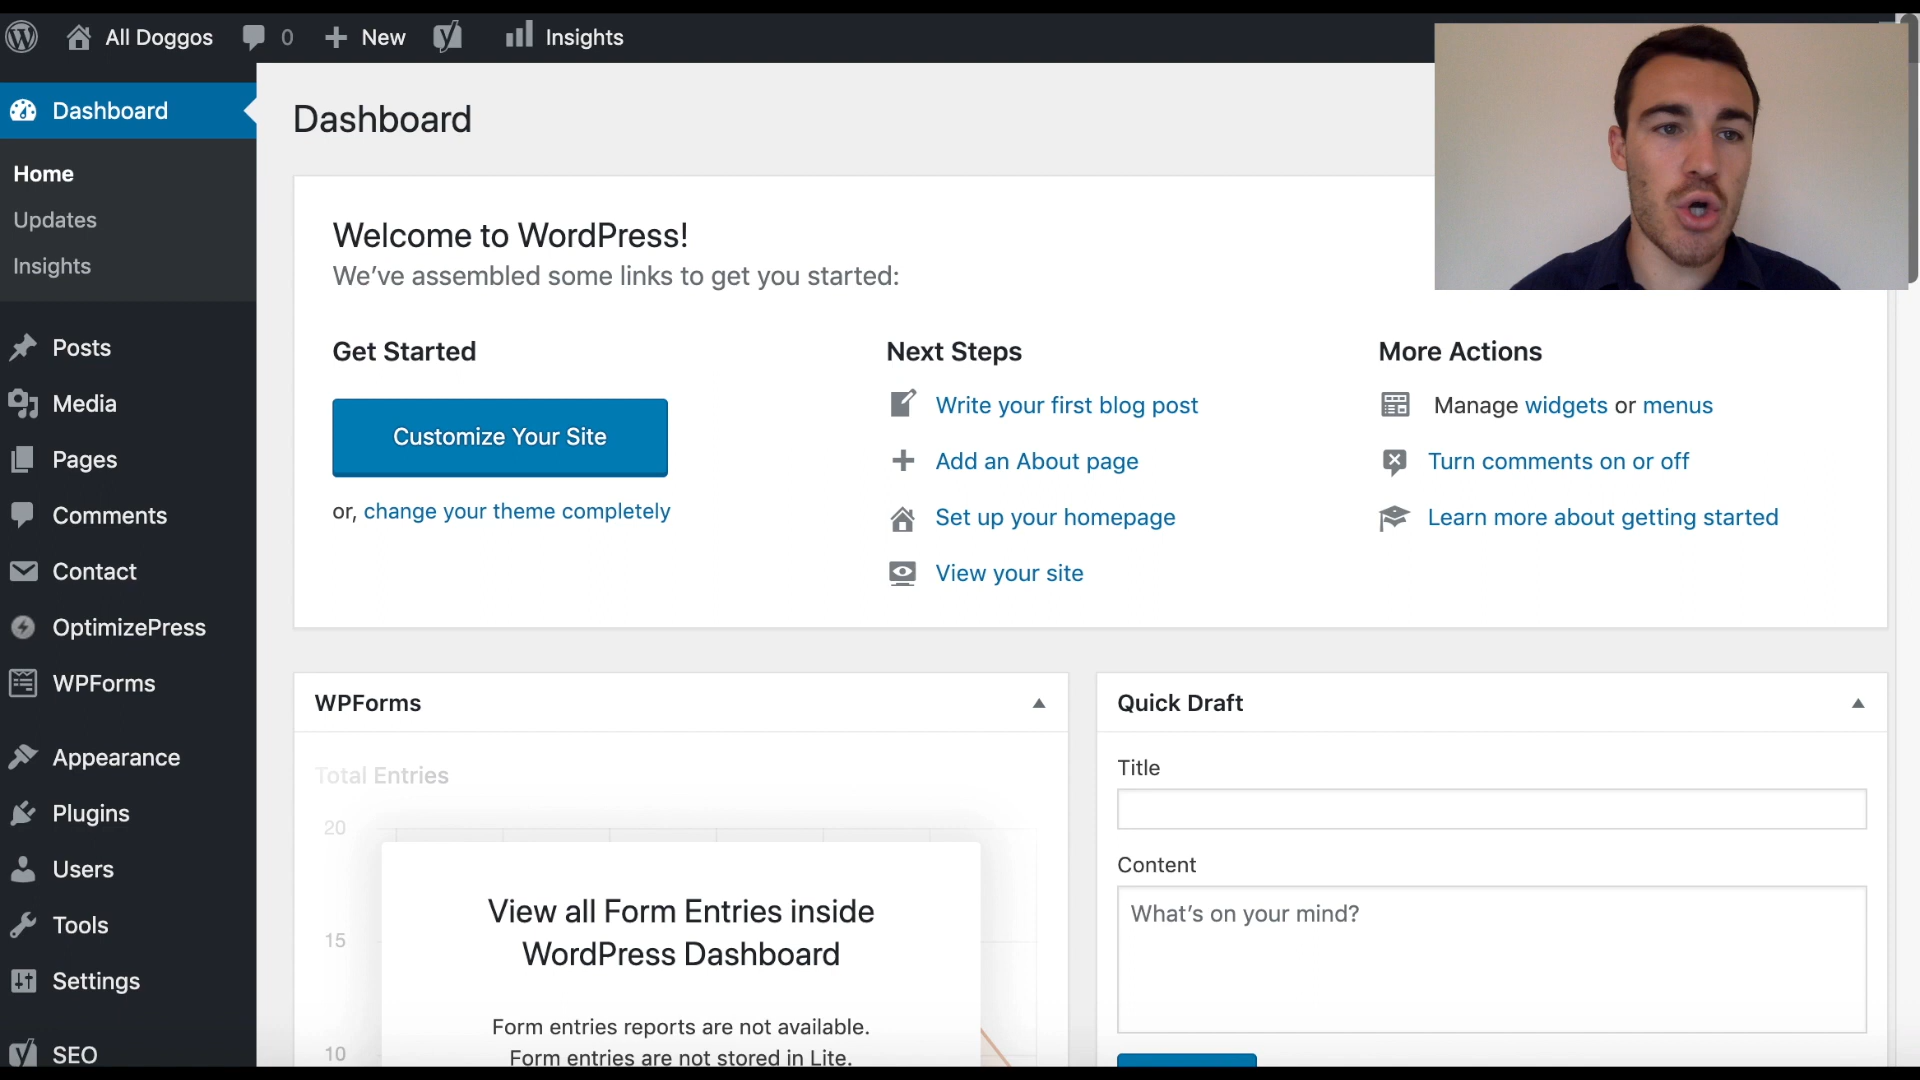 All Doggos
0
New
Insights
Dashboard
Home
Updates
Insights
Posts
Media
Pages
Comments
Contact
OptimizePress
WPForms
Appearance
Plugins
Users
Tools
Settings
SEO
Dashboard
Welcome to WordPress!
We've assembled some links to get you started:
Get Started
Customize Your Site
or, change your theme completely
Next Steps
Write your first blog post
Add an About page
Set up your homepage
View your site
More Actions
Manage widgets or menus
Turn comments on or off
Learn more about getting started
WPForms
Total Entries
20
15
10
View all Form Entries inside
WordPress Dashboard
Form entries reports are not available.
Form entries are not stored in Lite.
Quick Draft
Title
Content
What's on your mind?